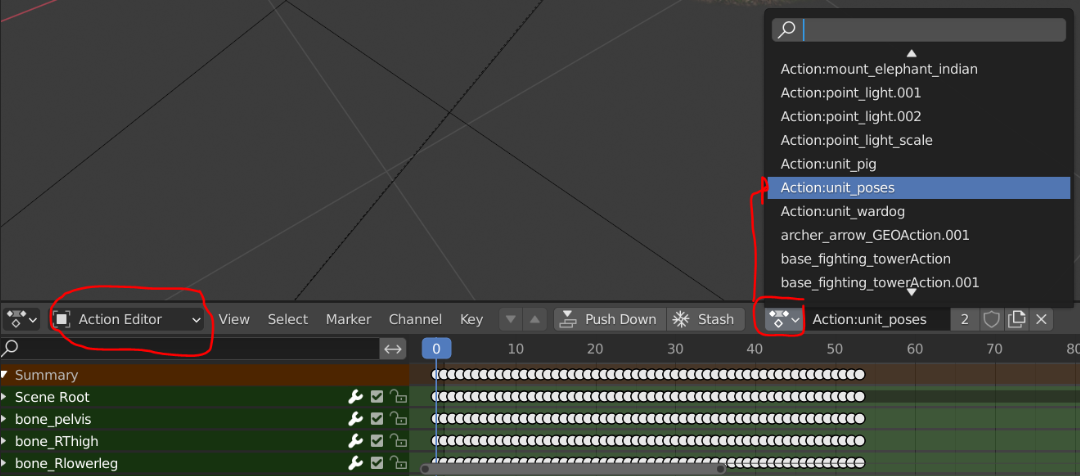 Action:mount_elephant_indian
Action:point_light.001
Action:point_light.002
Action:point_light_scale
Action:unit_pig
Action:unit_poses
Action:unit_wardog
archer_arrow_GEOAction.001
base_fighting_towerAction
base_fighting_towerAction.001
Action Editor View Select Marker Channel Key Push Down Stash Action:unit_poses 2
0 10 20 30 40 50 60 70 80
Summary
Scene Root
bone_pelvis
bone_RThigh
bone_Rlowerleg